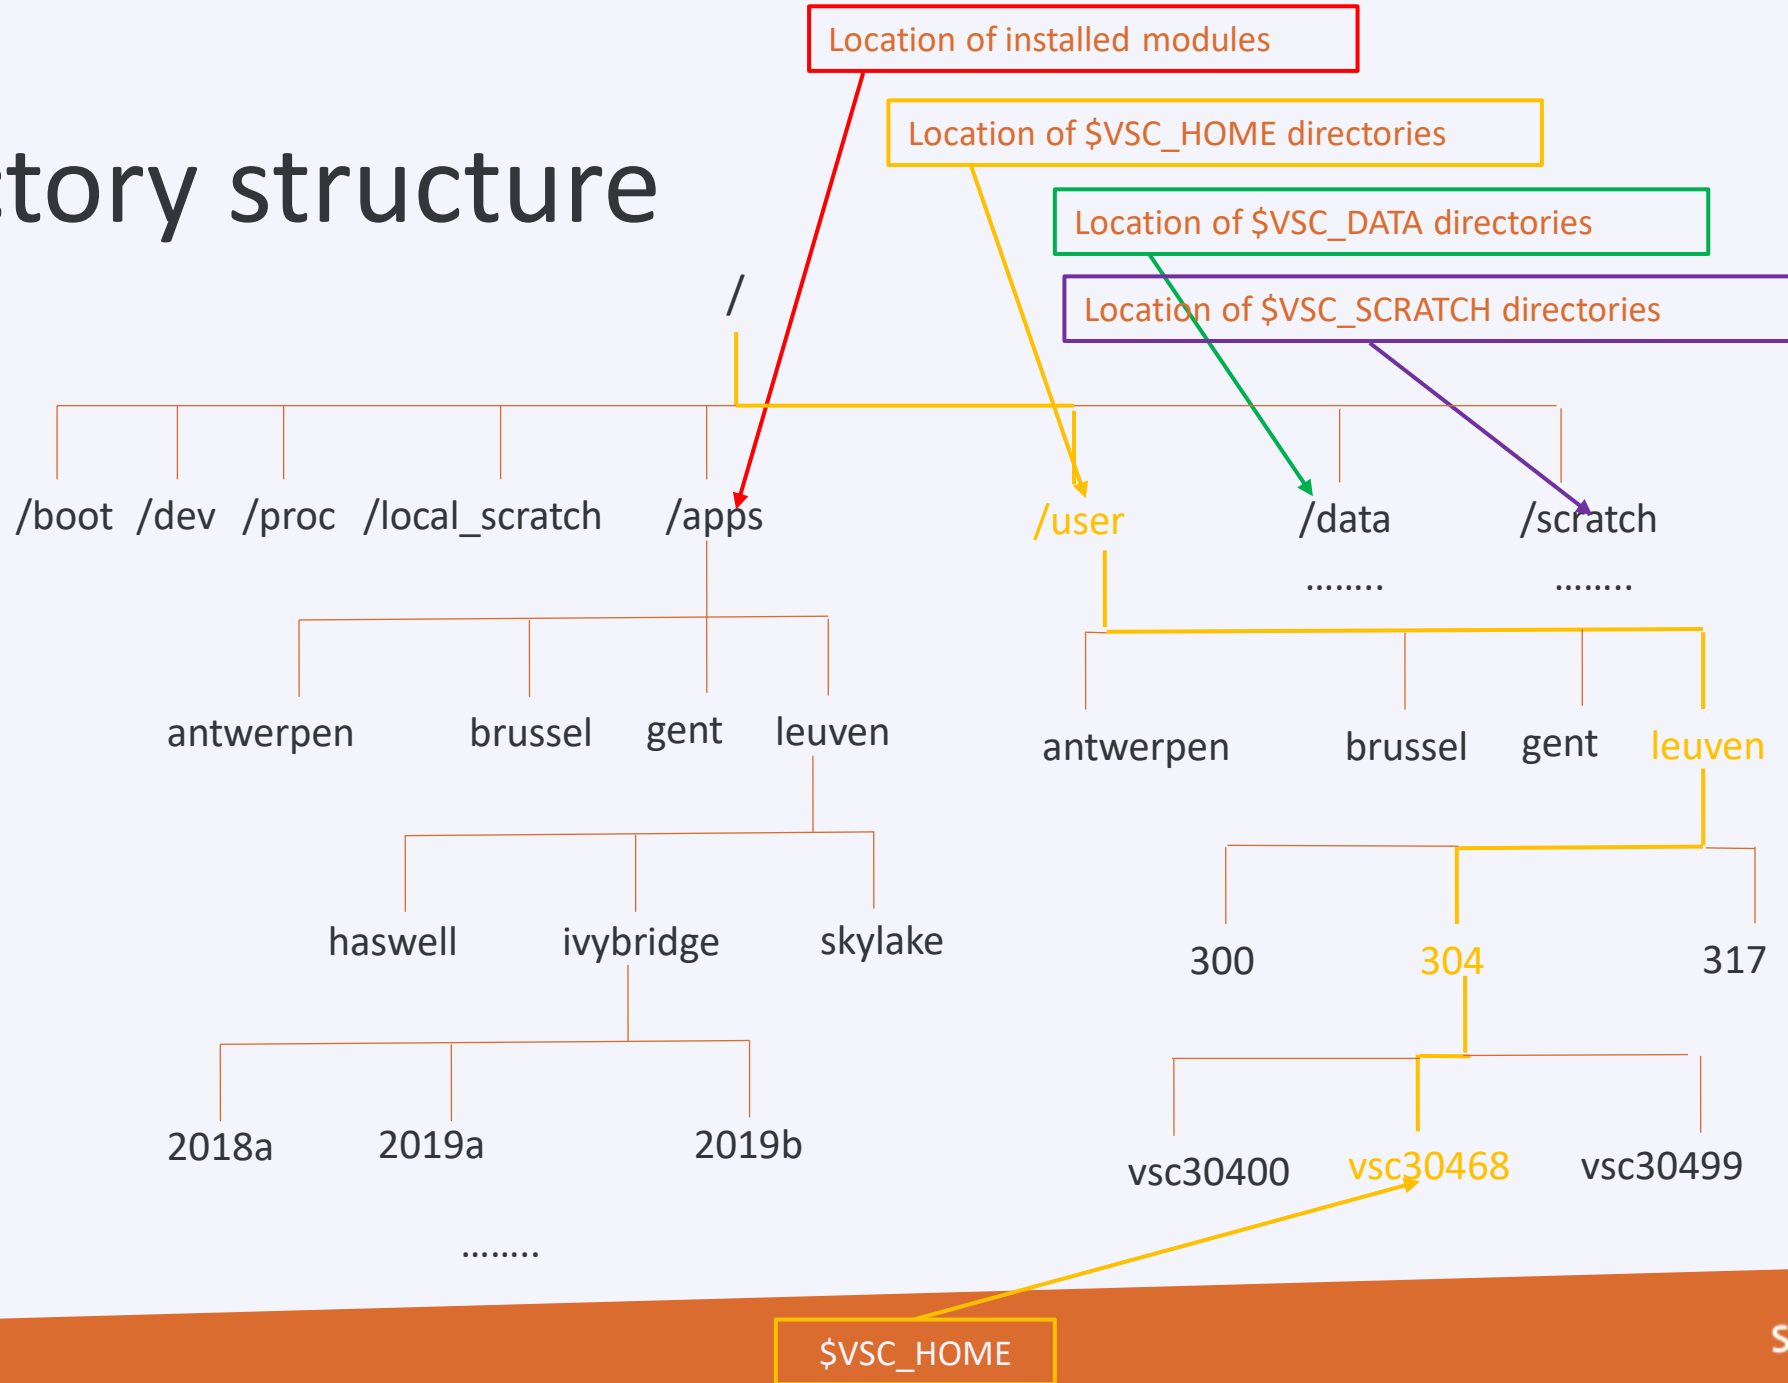 Location of installed modules
Location of $VSC_HOME directories
ctory structure
Location of $VSC_DATA directories
/
Location of $VSC_SCRATCH directories
/boot /dev /proc /local_scratch /apps /user /data /scratch
........ ........
antwerpen brussel gent leuven antwerpen brussel gent leuven
haswell ivybridge skylake 300 304 317
2018a 2019a 2019b vsc30400 vsc30468 vsc30499
........
$VSC_HOME
S